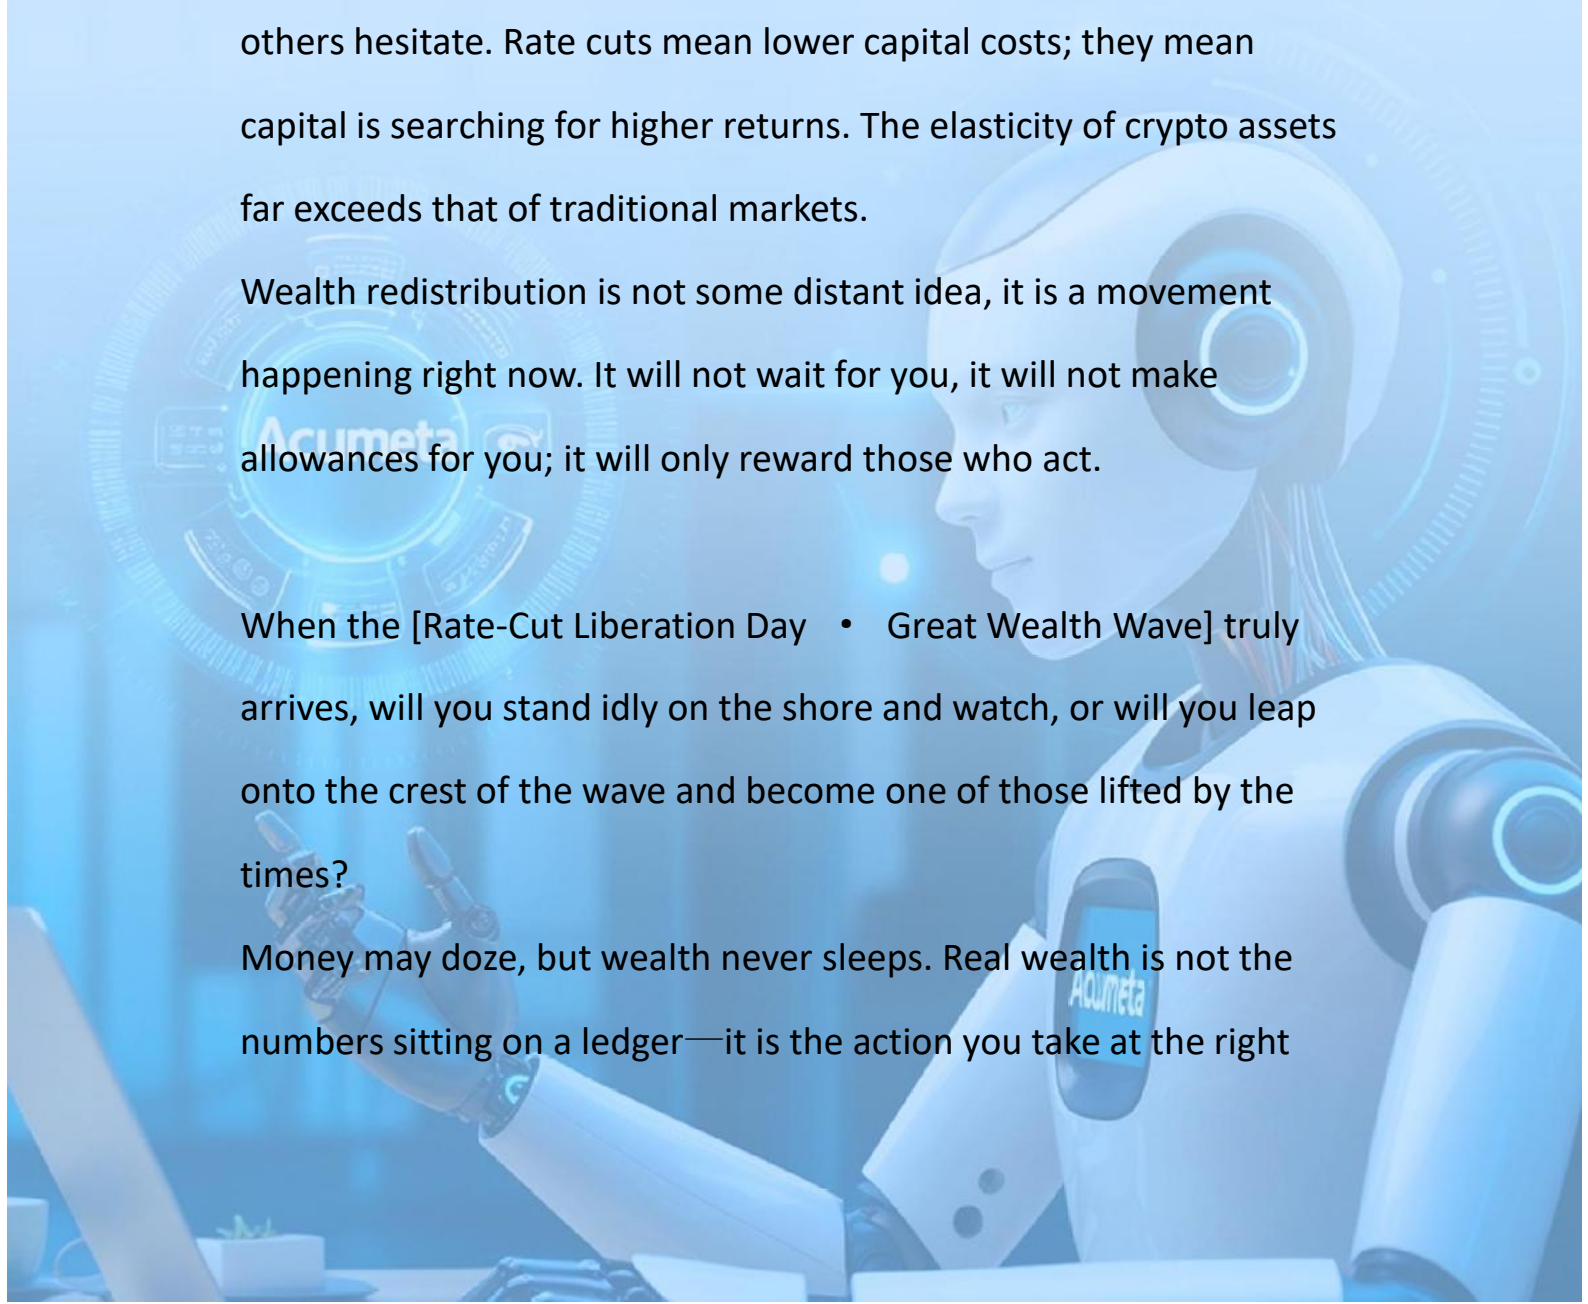 others hesitate. Rate cuts mean lower capital costs; they mean
capital is searching for higher returns. The elasticity of crypto assets
far exceeds that of traditional markets.
Wealth redistribution is not some distant idea, it is a movement
happening right now. It will not wait for you, it will not make
Acumeta
allowances for you; it will only reward those who act.
When the [Rate-Cut Liberation Day • Great Wealth Wave] truly
arrives, will you stand idly on the shore and watch, or will you leap
onto the crest of the wave and become one of those lifted by the
times?
Money may doze, but wealth never sleeps. Real wealth is not the
Acumeta
numbers sitting on a ledger—it is the action you take at the right